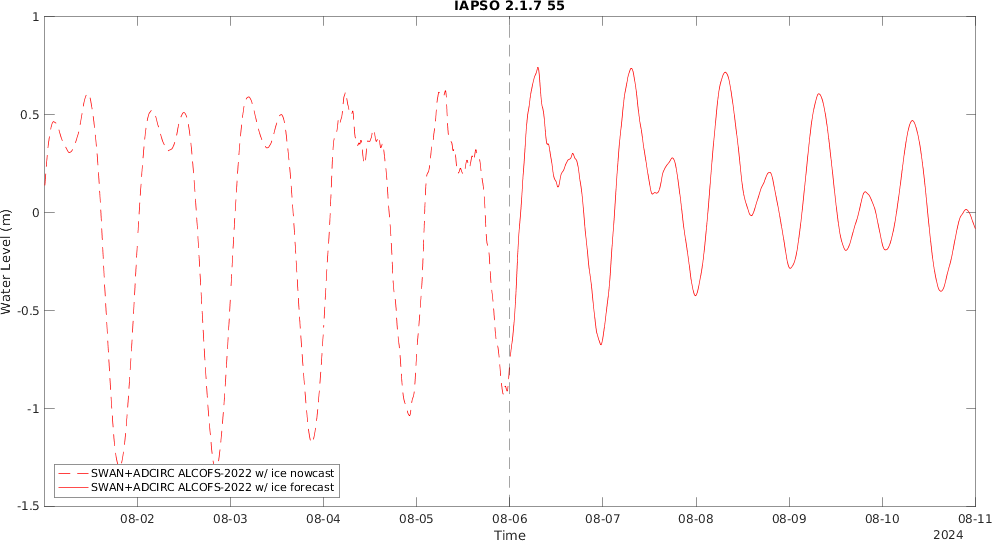 IAPSO 2.1.7 55
1
0.5
0
-0.5
-1
-1.5
Water Level (m)
SWAN+ADCIRC ALCOFS-2022 w/ ice nowcast
SWAN+ADCIRC ALCOFS-2022 w/ ice forecast
08-02 08-03 08-04 08-05 08-06 08-07 08-08 08-09 08-10 08-11
Time
2024